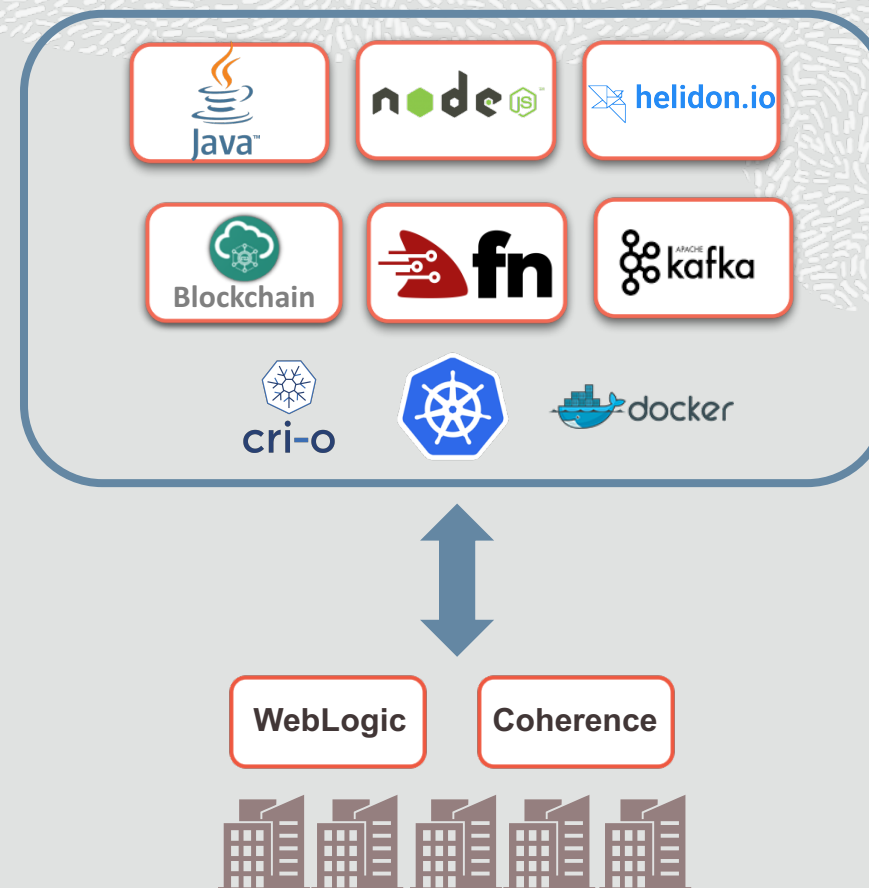 Java™
node JS
helidon.io
Blockchain
fn
APACHE
kafka
cri-o
docker
WebLogic
Coherence